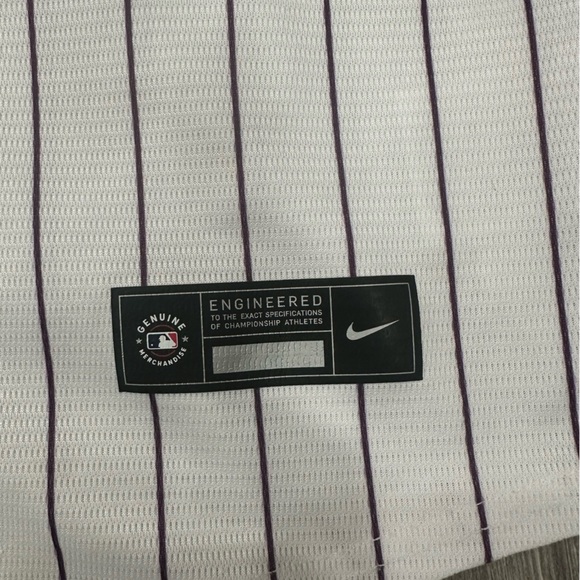 GENUINE
MERCHANDISE
ENGINEERED
TO THE EXACT SPECIFICATIONS
OF CHAMPIONSHIP ATHLETES